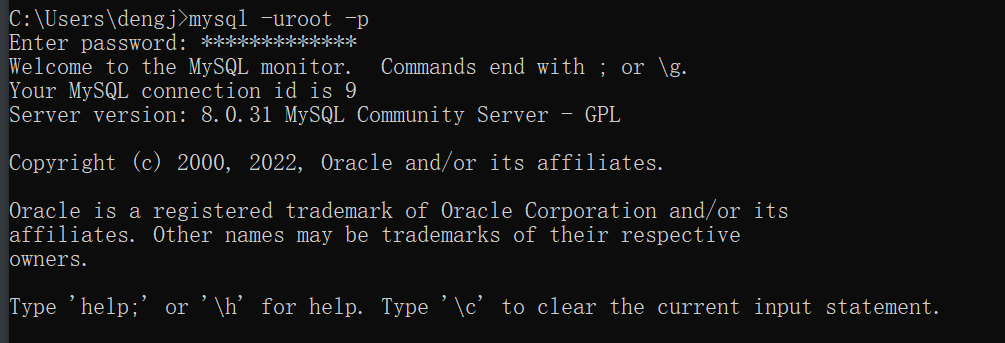 C:\Users\dengj>mysql -uroot -p
Enter password: *************
Welcome to the MySQL monitor.  Commands end with ; or \g.
Your MySQL connection id is 9
Server version: 8.0.31 MySQL Community Server - GPL
Copyright (c) 2000, 2022, Oracle and/or its affiliates.
Oracle is a registered trademark of Oracle Corporation and/or its
affiliates. Other names may be trademarks of their respective
owners.
Type 'help;' or '\h' for help. Type '\c' to clear the current input statement.